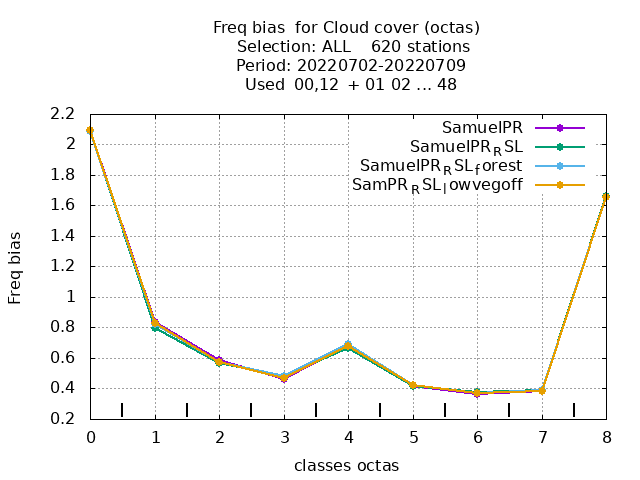 Freq bias  for Cloud cover (octas)
Selection: ALL    620 stations
Period: 20220702-20220709
Used  00,12  + 01 02 ... 48
SamuelPR
SamuelPR_RSL
SamuelPR_RSL_forest
SamPR_RSL_lowvegoff
Freq bias
2.2
2
1.8
1.6
1.4
1.2
1
0.8
0.6
0.4
0.2
0 1 2 3 4 5 6 7 8
classes octas